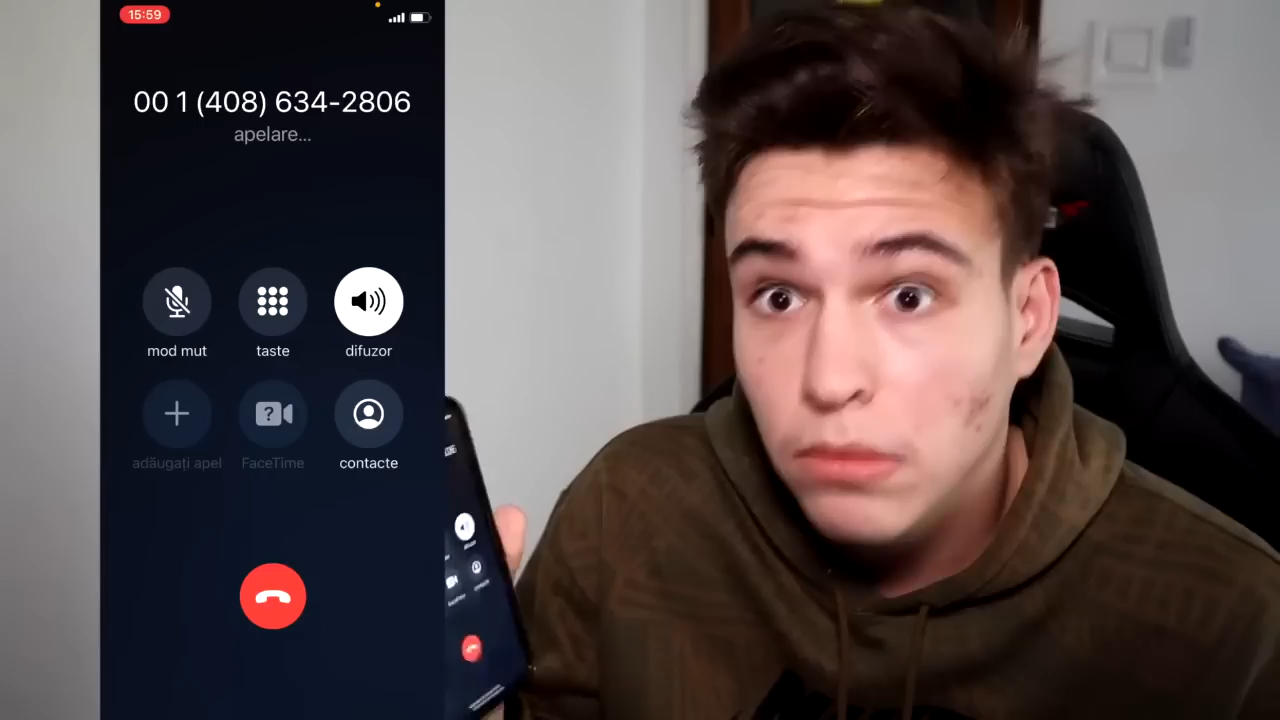 15:59
00 1 (408) 634-2806
apelare...
mod mut
taste
difuzor
adăugați apel
FaceTime
contacte